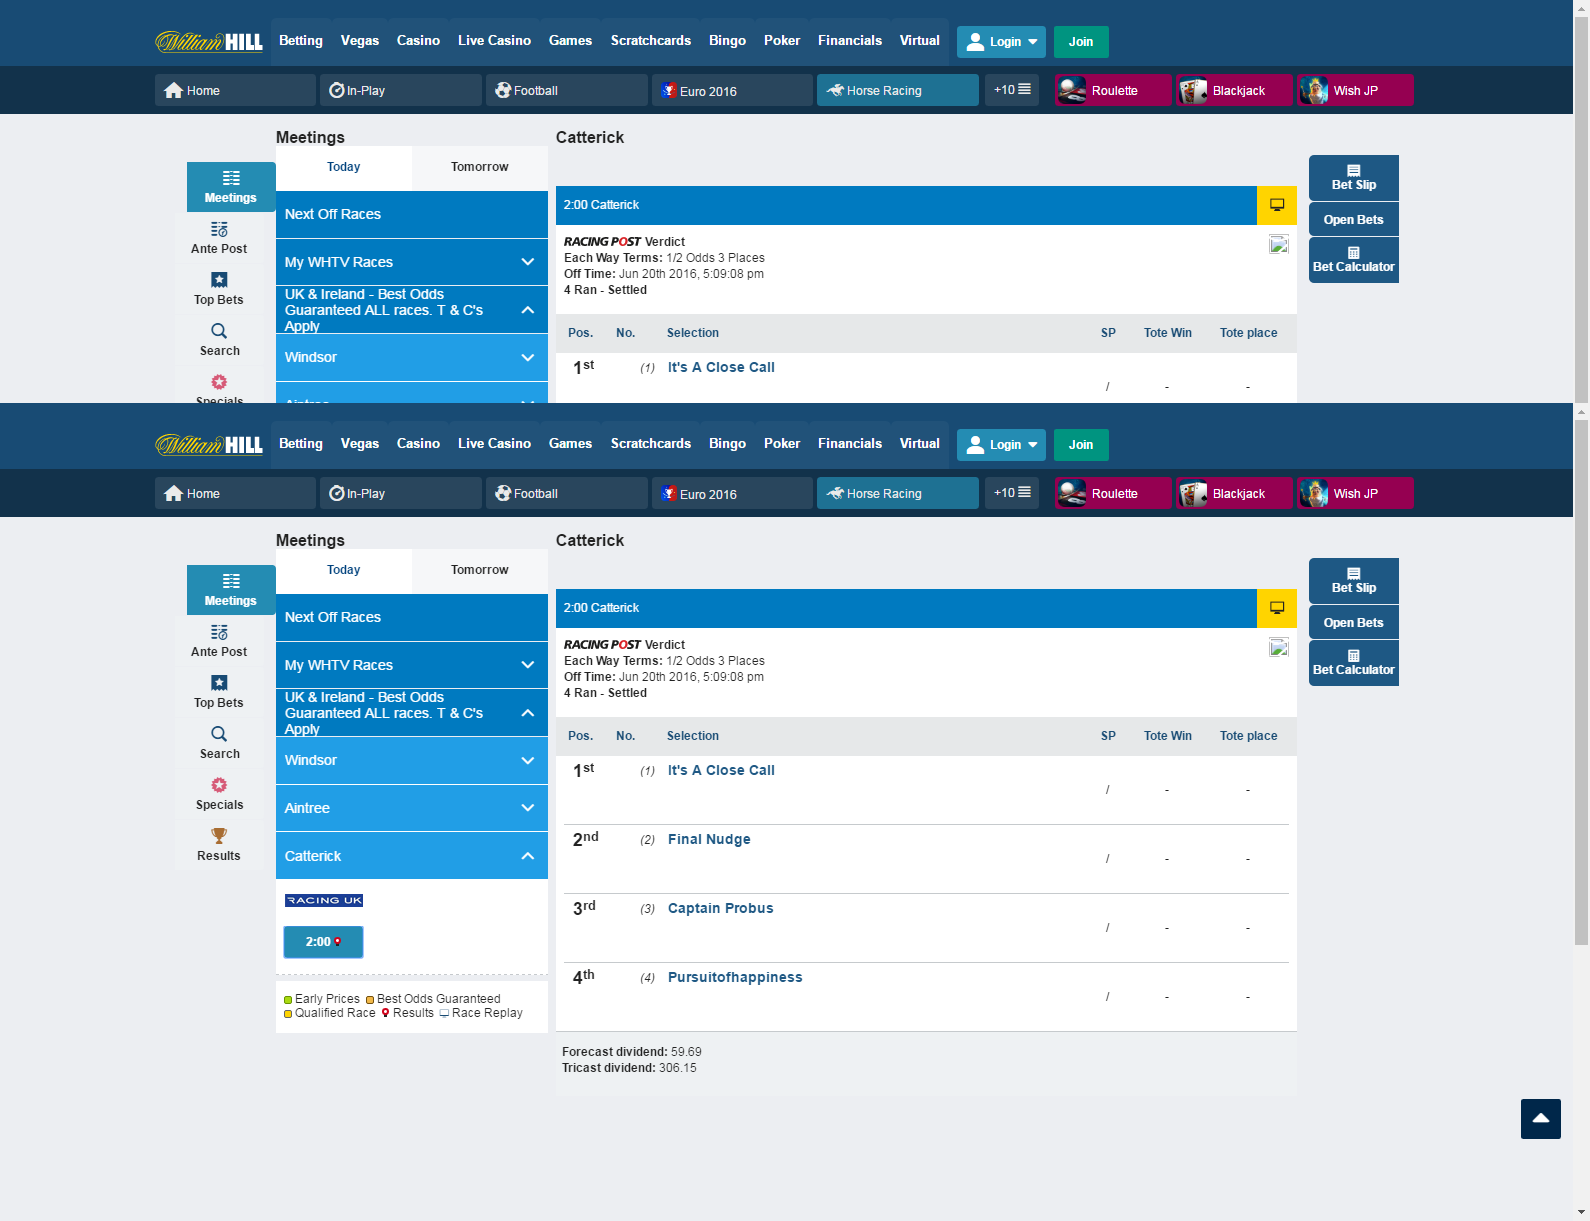 William HILL Betting Vegas Casino Live Casino Games Scratchcards Bingo Poker Financials Virtual Login Join
Home In-Play Football Euro 2016 Horse Racing +10 Roulette Blackjack Wish JP
Meetings
Today Tomorrow
Meetings
Ante Post
Top Bets
Search
Specials
Next Off Races
My WHTV Races
UK & Ireland - Best Odds
Guaranteed ALL races. T & C's
Apply
Windsor
Aintree
Catterick
2:00 Catterick
RACING POST Verdict
Each Way Terms: 1/2 Odds 3 Places
Off Time: Jun 20th 2016, 5:09:08 pm
4 Ran - Settled
Pos. No. Selection SP Tote Win Tote place
1st (1) It's A Close Call
/ - -
Bet Slip
Open Bets
Bet Calculator
William HILL Betting Vegas Casino Live Casino Games Scratchcards Bingo Poker Financials Virtual Login Join
Home In-Play Football Euro 2016 Horse Racing +10 Roulette Blackjack Wish JP
Meetings
Today Tomorrow
Meetings
Ante Post
Top Bets
Search
Specials
Results
Next Off Races
My WHTV Races
UK & Ireland - Best Odds
Guaranteed ALL races. T & C's
Apply
Windsor
Aintree
Catterick
RACING UK
2:00
Early Prices Best Odds Guaranteed
Qualified Race Results Race Replay
Catterick
2:00 Catterick
RACING POST Verdict
Each Way Terms: 1/2 Odds 3 Places
Off Time: Jun 20th 2016, 5:09:08 pm
4 Ran - Settled
Pos. No. Selection SP Tote Win Tote place
1st (1) It's A Close Call
/ - -
2nd (2) Final Nudge
/ - -
3rd (3) Captain Probus
/ - -
4th (4) Pursuitofhappiness
/ - -
Forecast dividend: 59.69
Tricast dividend: 306.15
Bet Slip
Open Bets
Bet Calculator